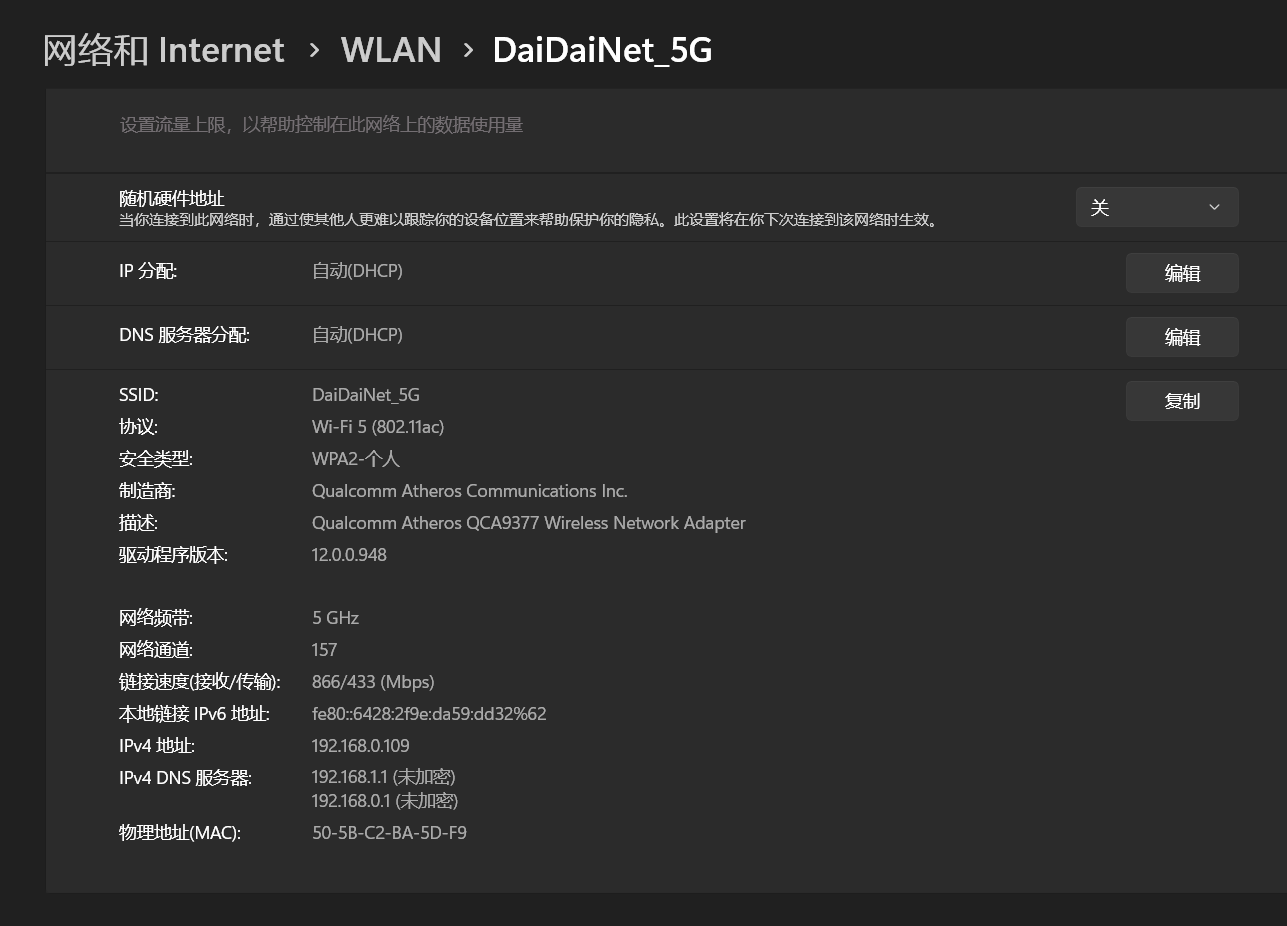 网络和 Internet › WLAN › DaiDaiNet_5G
设置流量上限，以帮助控制在此网络上的数据使用量
随机硬件地址
当你连接到此网络时，通过使其他人更难以跟踪你的设备位置来帮助保护你的隐私。此设置将在你下次连接到该网络时生效。
关
IP 分配: 自动(DHCP) 编辑
DNS 服务器分配: 自动(DHCP) 编辑
SSID: DaiDaiNet_5G 复制
协议: Wi-Fi 5 (802.11ac)
安全类型: WPA2-个人
制造商: Qualcomm Atheros Communications Inc.
描述: Qualcomm Atheros QCA9377 Wireless Network Adapter
驱动程序版本: 12.0.0.948
网络频带: 5 GHz
网络通道: 157
链接速度(接收/传输): 866/433 (Mbps)
本地链接 IPv6 地址: fe80::6428:2f9e:da59:dd32%62
IPv4 地址: 192.168.0.109
IPv4 DNS 服务器: 192.168.1.1 (未加密)
192.168.0.1 (未加密)
物理地址(MAC): 50-5B-C2-BA-5D-F9